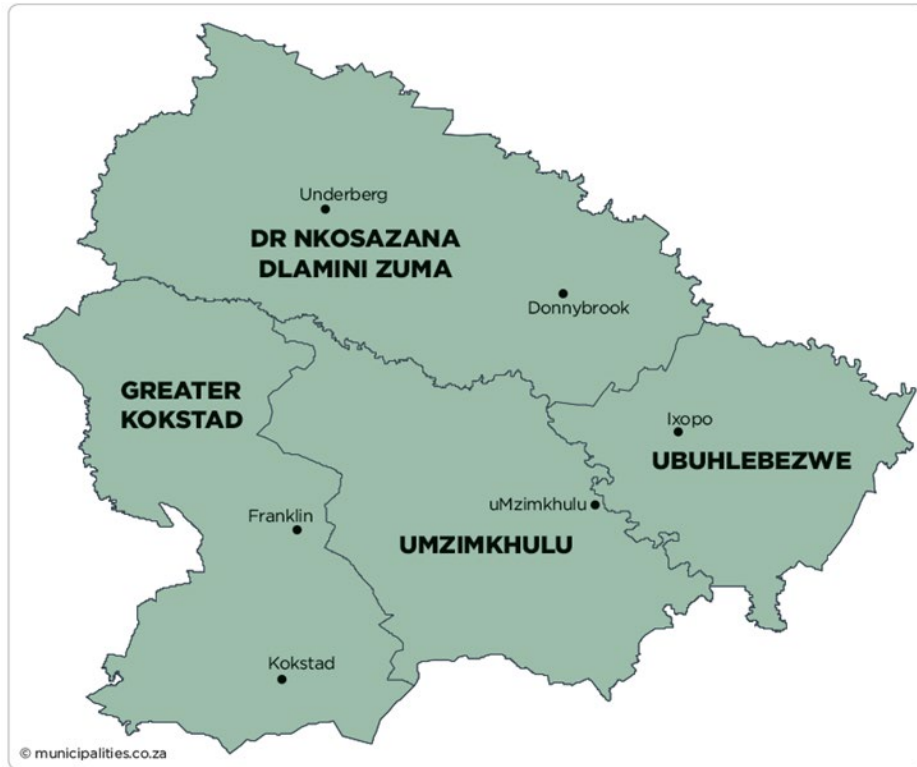 Underberg
DR NKOSAZANA
DLAMINI ZUMA
Donnybrook
GREATER
KOKSTAD
Ixopo
UBUHLEBEZWE
uMzimkhulu
Franklin
UMZIMKHULU
Kokstad
© municipalities.co.za